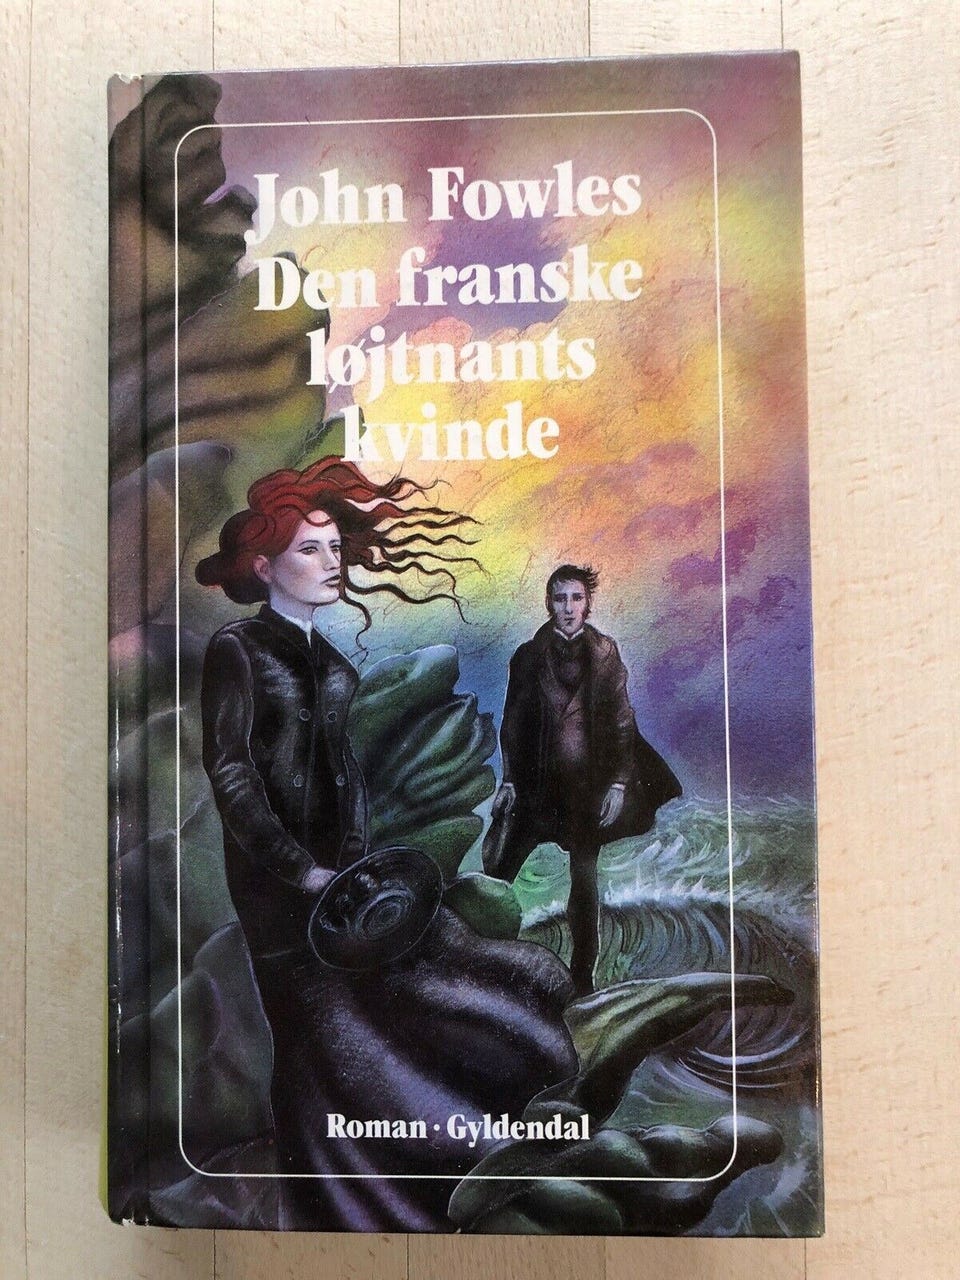 John Fowles
Den franske
løjtnants
kvinde
Roman · Gyldendal